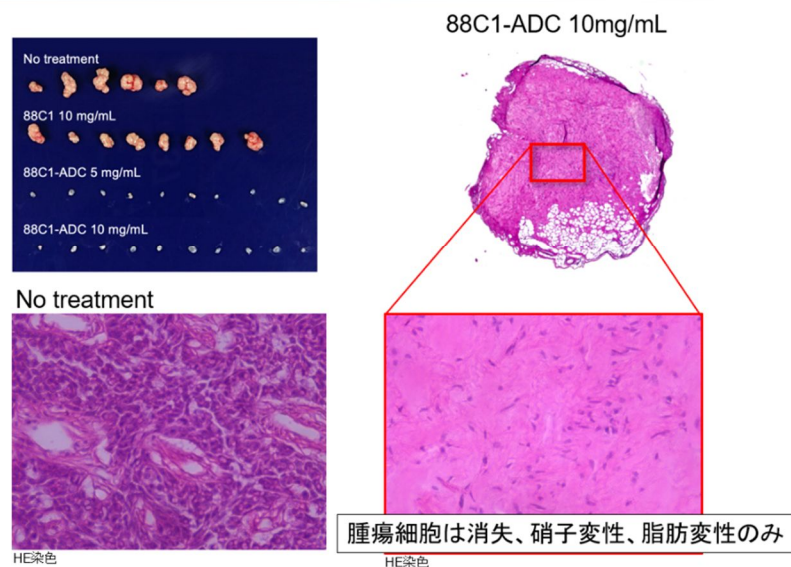 88C1-ADC 10mg/mL
No treatment
88C1 10 mg/mL
88C1-ADC 5 mg/mL
88C1-ADC 10 mg/mL
No treatment
腫瘍細胞は消失、硝子変性、脂肪変性のみ
HE染色
HE染色